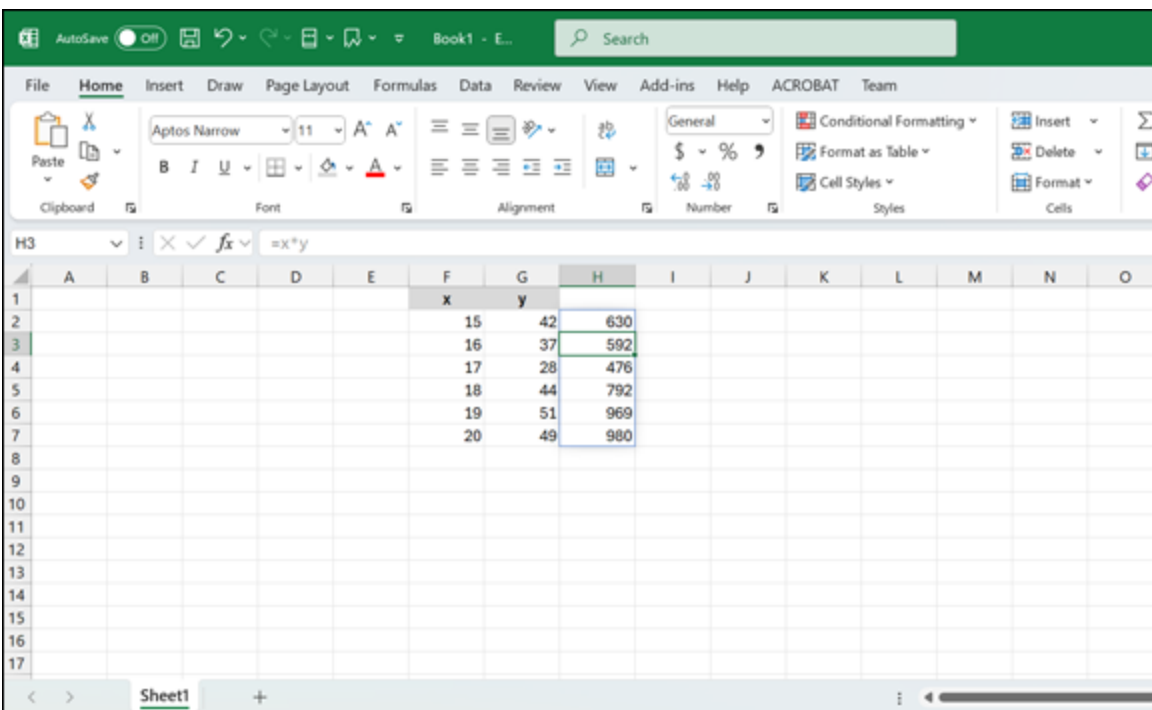 AutoSave Off Book1 - E... Search
File Home Insert Draw Page Layout Formulas Data Review View Add-ins Help ACROBAT Team
Aptos Narrow 11 A A ab General Conditional Formatting Insert
Paste $ % Format as Table Delete
B I U A Cell Styles Format
Clipboard Font Alignment Number Styles Cells
H3 fx =x*y
A B C D E F G H I J K L M N O
1 x y
2 15 42 630
3 16 37 592
4 17 28 476
5 18 44 792
6 19 51 969
7 20 49 980
8
9
10
11
12
13
14
15
16
17
Sheet1